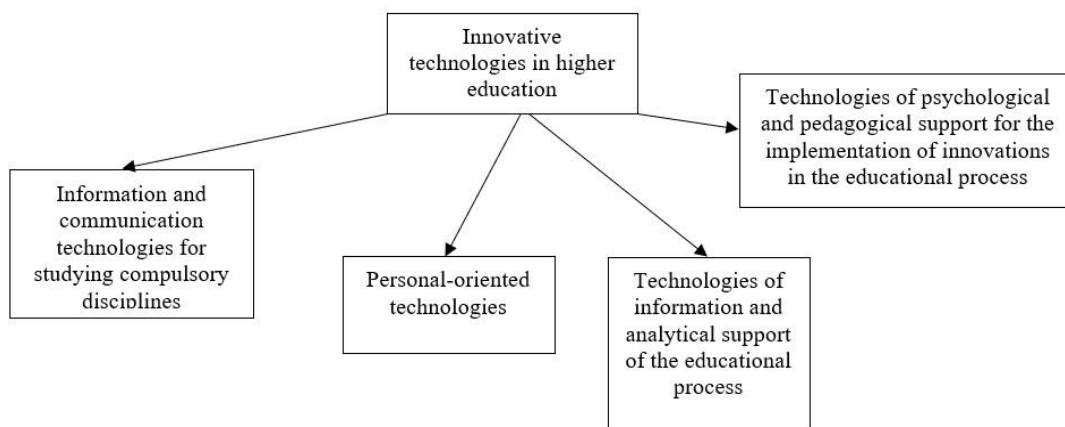 Innovative
technologies in higher
education
Technologies of psychological
and pedagogical support for the
implementation of innovations
in the educational process
Information and
communication
technologies for
studying compulsory
disciplines
Personal-oriented
technologies
Technologies of
information and
analytical support
of the educational
process